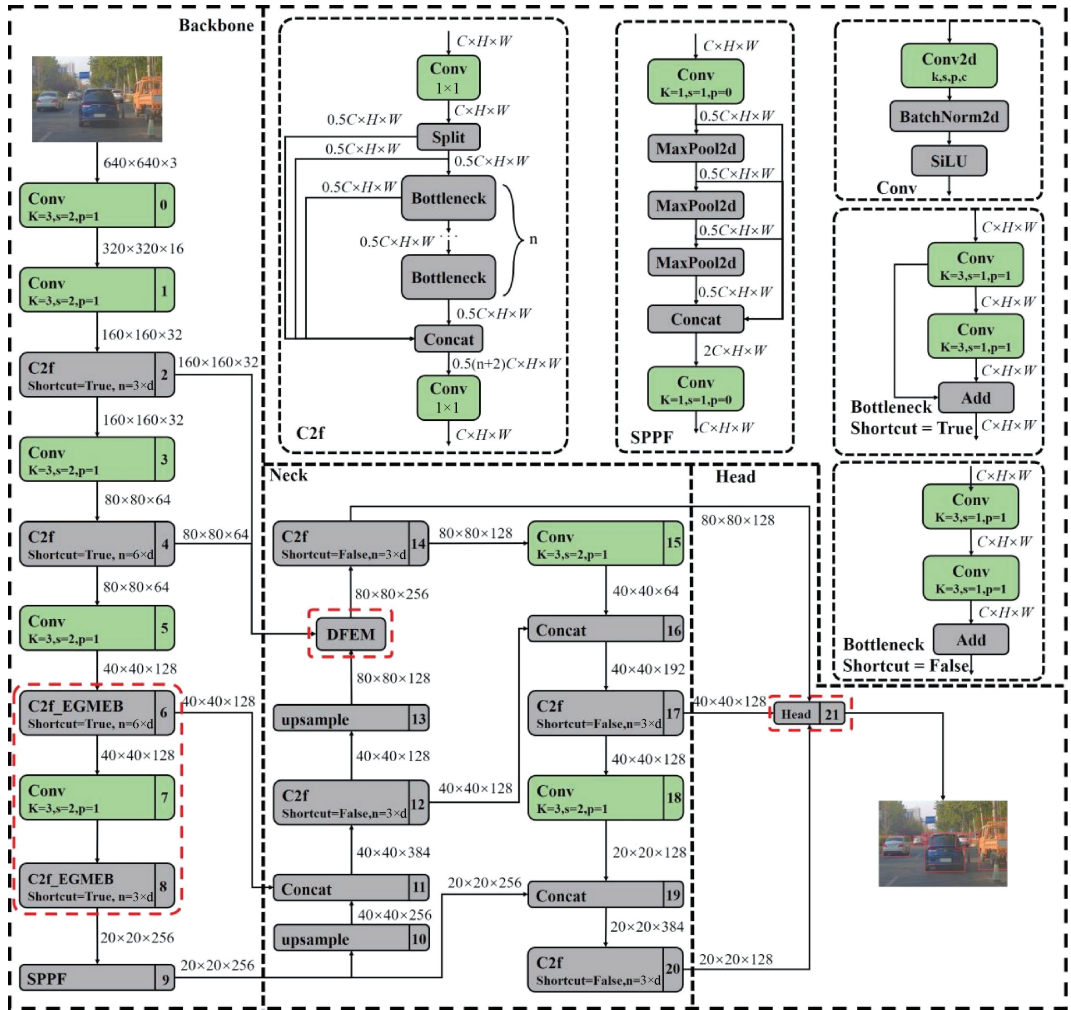 Backbone
640×640×3
Conv
K=3,s=2,p=1
0
320×320×16
Conv
K=3,s=2,p=1
1
160×160×32
C2f
Shortcut=True, n=3×d
2
160×160×32
160×160×32
Conv
K=3,s=2,p=1
3
80×80×64
C2f
Shortcut=True, n=6×d
4
80×80×64
80×80×64
Conv
K=3,s=2,p=1
5
40×40×128
C2f_EGMEB
Shortcut=True, n=6×d
6
40×40×128
40×40×128
Conv
K=3,s=2,p=1
7
C2f_EGMEB
Shortcut=True, n=3×d
8
20×20×256
SPPF
9
20×20×256
C×H×W
Conv
1×1
C×H×W
0.5C×H×W
Split
0.5C×H×W
0.5C×H×W
0.5C×H×W
Bottleneck
0.5C×H×W
...
n
Bottleneck
0.5C×H×W
Concat
0.5(n+2)C×H×W
Conv
1×1
C2f
C×H×W
C×H×W
Conv
K=1,s=1,p=0
0.5C×H×W
MaxPool2d
0.5C×H×W
MaxPool2d
0.5C×H×W
MaxPool2d
0.5C×H×W
Concat
2C×H×W
Conv
K=1,s=1,p=0
SPPF
C×H×W
Conv2d
k,s,p,c
BatchNorm2d
SiLU
Conv
C×H×W
Conv
K=3,s=1,p=1
C×H×W
Conv
K=3,s=1,p=1
C×H×W
Add
Bottleneck
Shortcut = True
C×H×W
C×H×W
Conv
K=3,s=1,p=1
C×H×W
Conv
K=3,s=1,p=1
C×H×W
Add
Bottleneck
Shortcut = False
Neck
C2f
Shortcut=False,n=3×d
14
80×80×128
80×80×256
DFEM
80×80×128
upsample
13
40×40×128
C2f
Shortcut=False,n=3×d
12
40×40×128
40×40×384
Concat
11
40×40×256
upsample
10
Conv
K=3,s=2,p=1
15
40×40×64
Concat
16
40×40×192
C2f
Shortcut=False,n=3×d
17
40×40×128
40×40×128
Conv
K=3,s=2,p=1
18
20×20×128
20×20×256
Concat
19
20×20×384
C2f
Shortcut=False,n=3×d
20
20×20×128
Head
80×80×128
Head
21